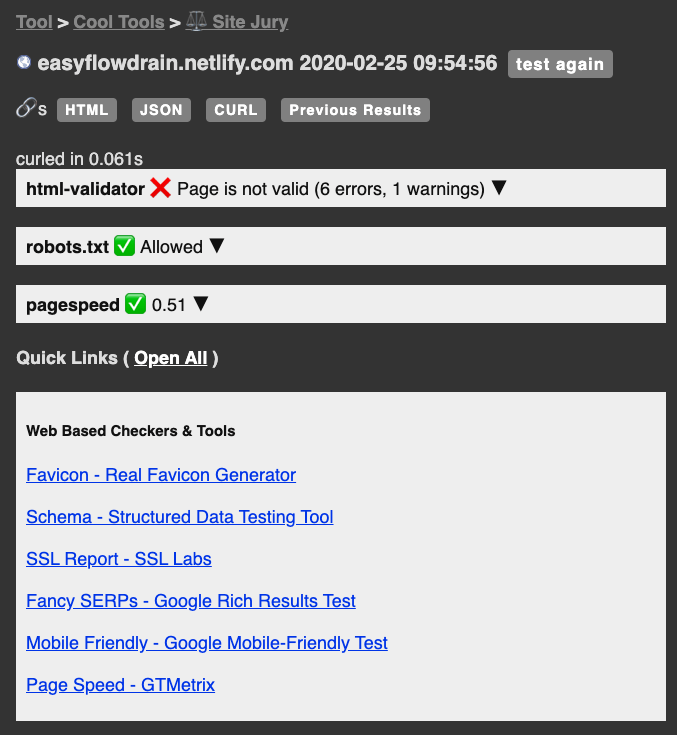 Tool > Cool Tools > ⚖️ Site Jury
easyflowdrain.netlify.com 2020-02-25 09:54:56 test again
🔗s HTML JSON CURL Previous Results
curled in 0.061s
html-validator ❌ Page is not valid (6 errors, 1 warnings) ▼
robots.txt ✅ Allowed ▼
pagespeed ✅ 0.51 ▼
Quick Links ( Open All )
Web Based Checkers & Tools
Favicon - Real Favicon Generator
Schema - Structured Data Testing Tool
SSL Report - SSL Labs
Fancy SERPs - Google Rich Results Test
Mobile Friendly - Google Mobile-Friendly Test
Page Speed - GTMetrix